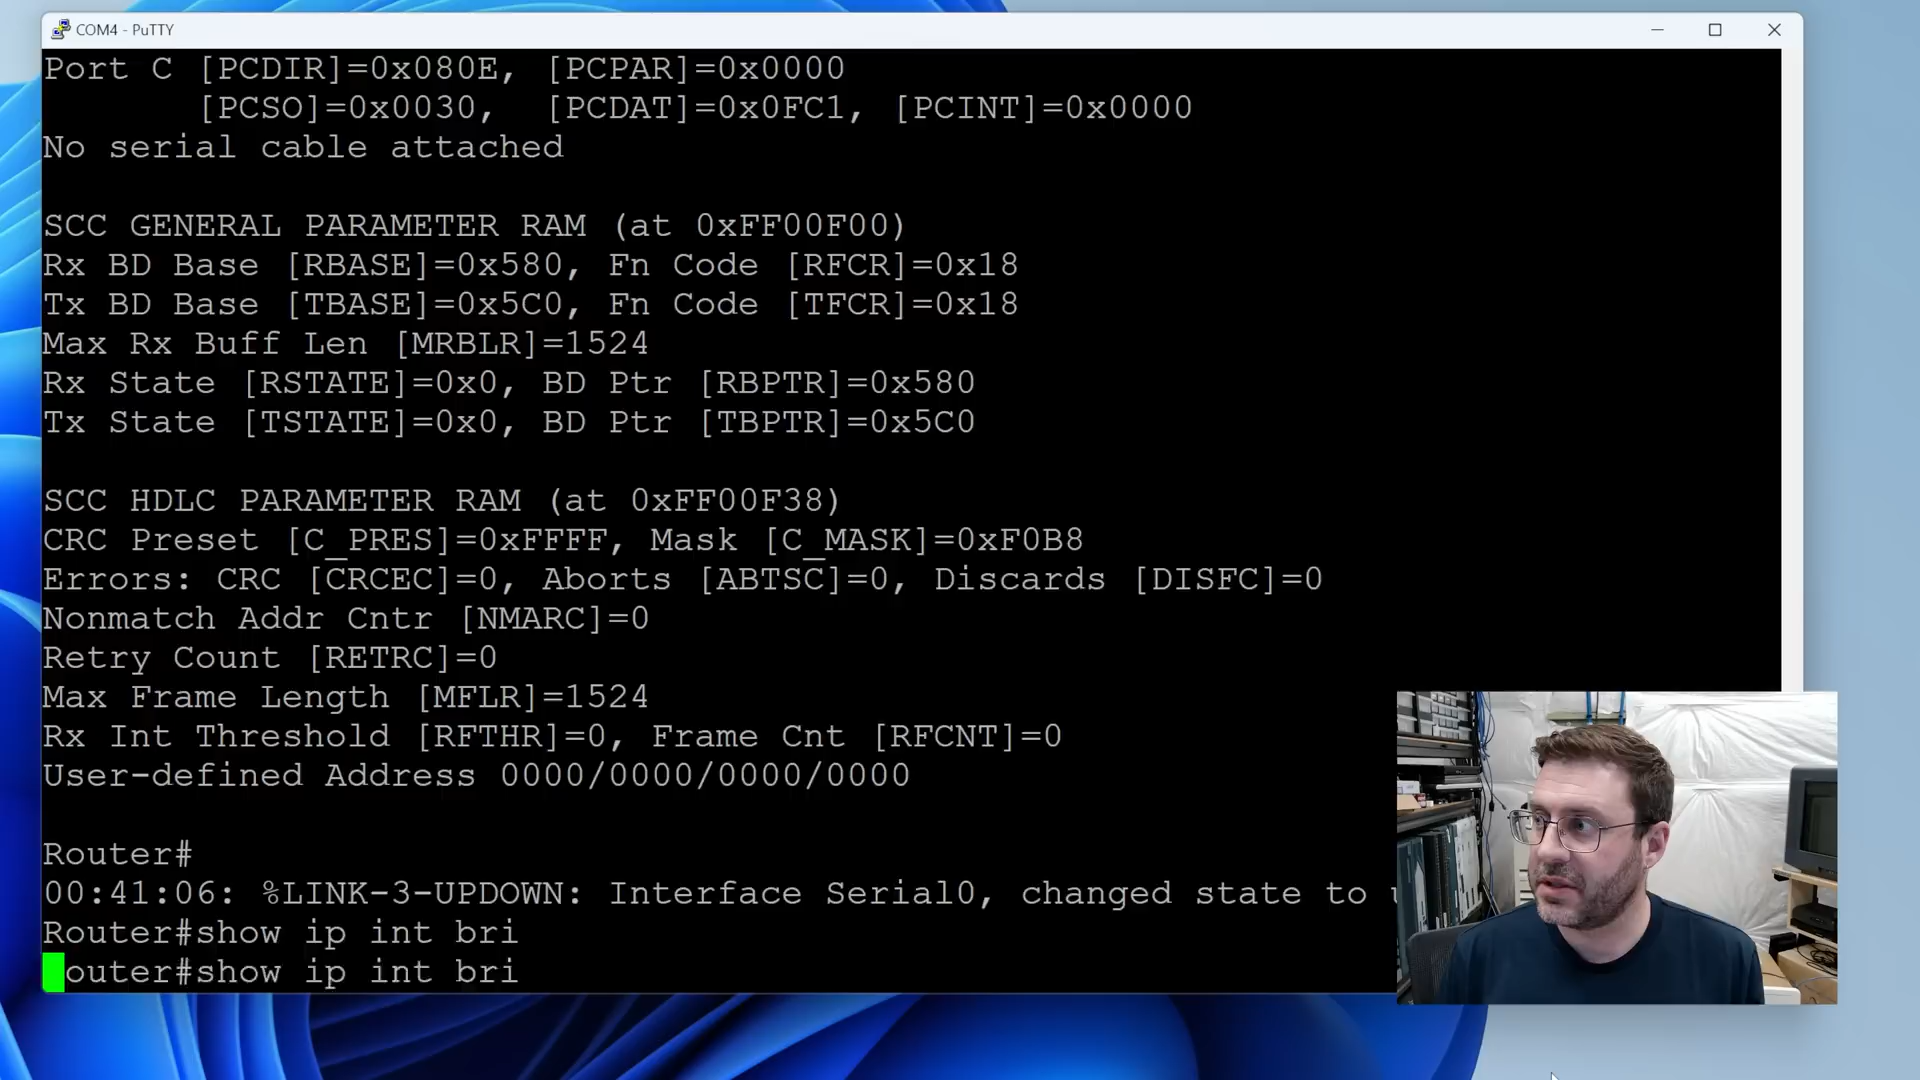 COM4 - PuTTY
Port C [PCDIR]=0x080E, [PCPAR]=0x0000
[PCSO]=0x0030, [PCDAT]=0x0FC1, [PCINT]=0x0000
No serial cable attached
SCC GENERAL PARAMETER RAM (at 0xFF00F00)
Rx BD Base [RBASE]=0x580, Fn Code [RFCR]=0x18
Tx BD Base [TBASE]=0x5C0, Fn Code [TFCR]=0x18
Max Rx Buff Len [MRBLR]=1524
Rx State [RSTATE]=0x0, BD Ptr [RBPTR]=0x580
Tx State [TSTATE]=0x0, BD Ptr [TBPTR]=0x5C0
SCC HDLC PARAMETER RAM (at 0xFF00F38)
CRC Preset [C_PRES]=0xFFFF, Mask [C_MASK]=0xF0B8
Errors: CRC [CRCEC]=0, Aborts [ABTSC]=0, Discards [DISFC]=0
Nonmatch Addr Cntr [NMARC]=0
Retry Count [RETRC]=0
Max Frame Length [MFLR]=1524
Rx Int Threshold [RFTHR]=0, Frame Cnt [RFCNT]=0
User-defined Address 0000/0000/0000/0000
Router#
00:41:06: %LINK-3-UPDOWN: Interface Serial0, changed state to
Router#show ip int bri
outer#show ip int bri